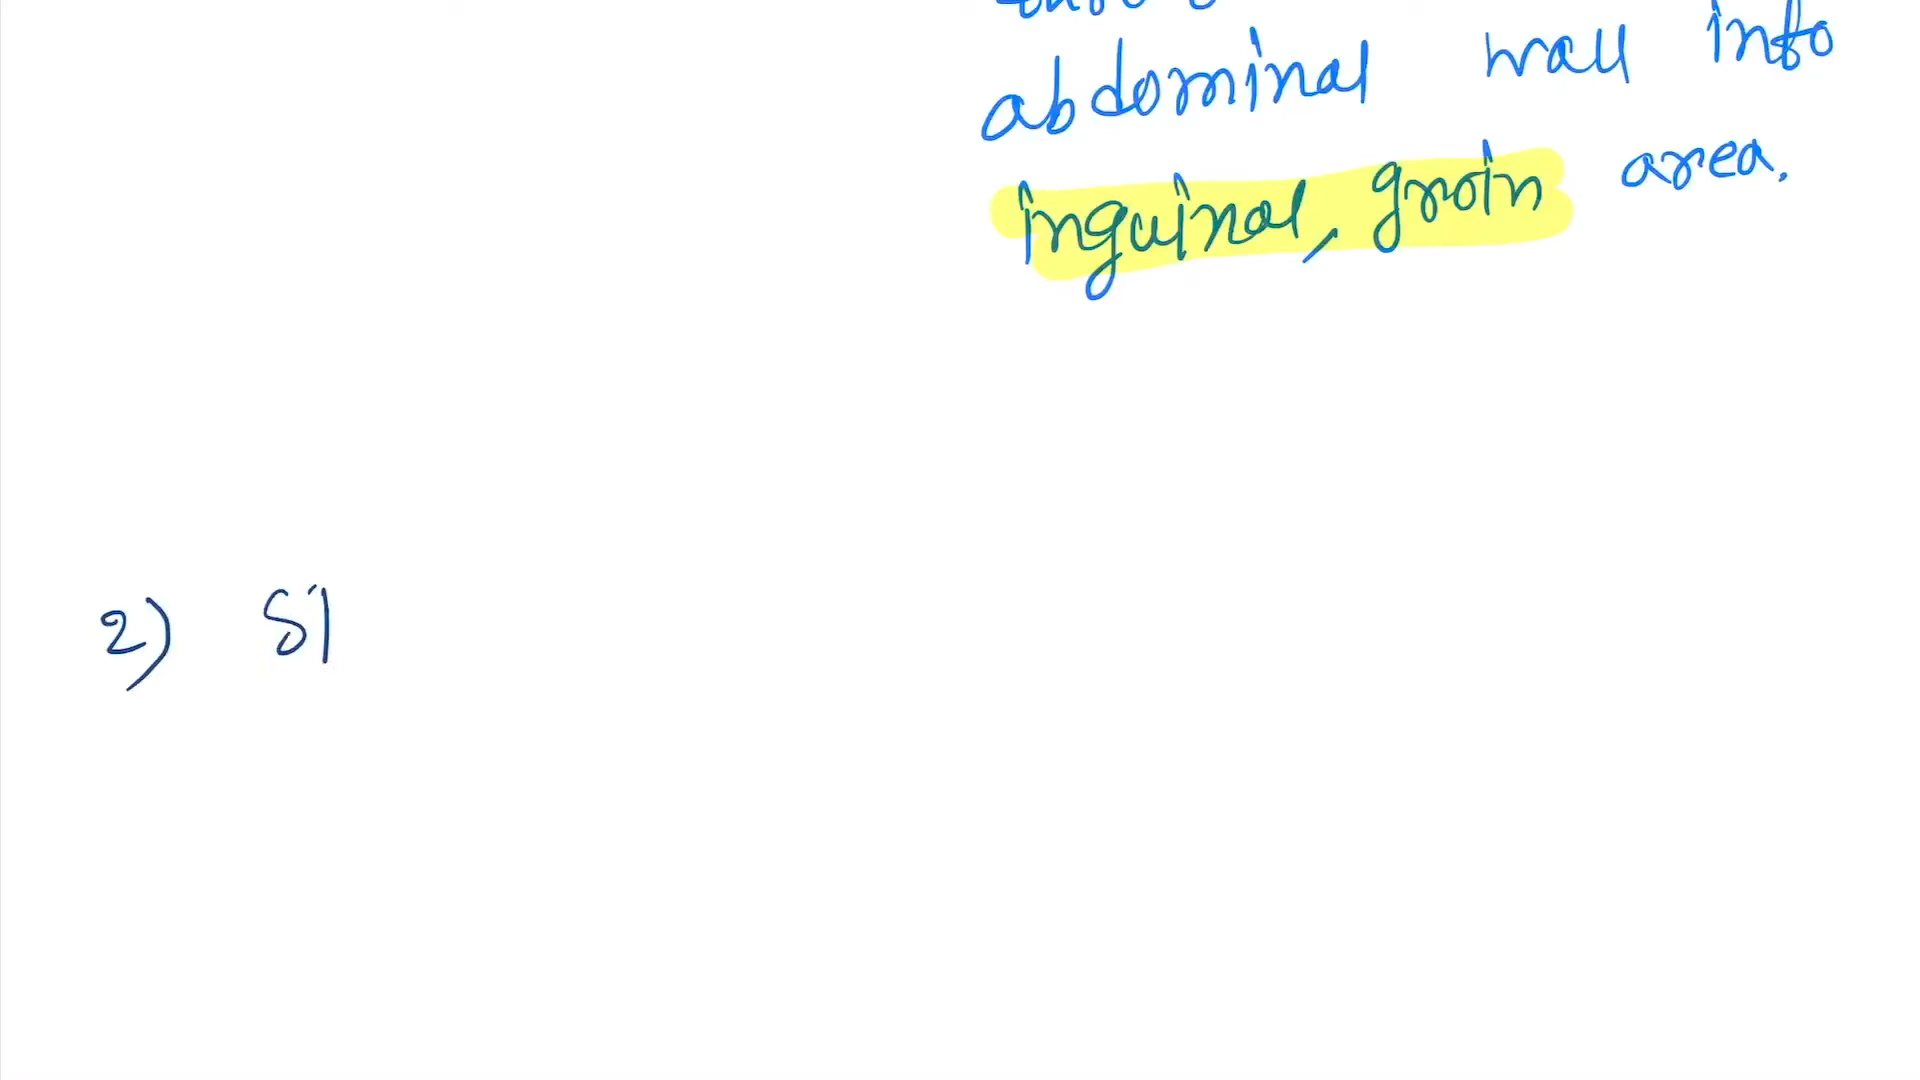 abdominal wall into
inguinal, groin area.
2) Si